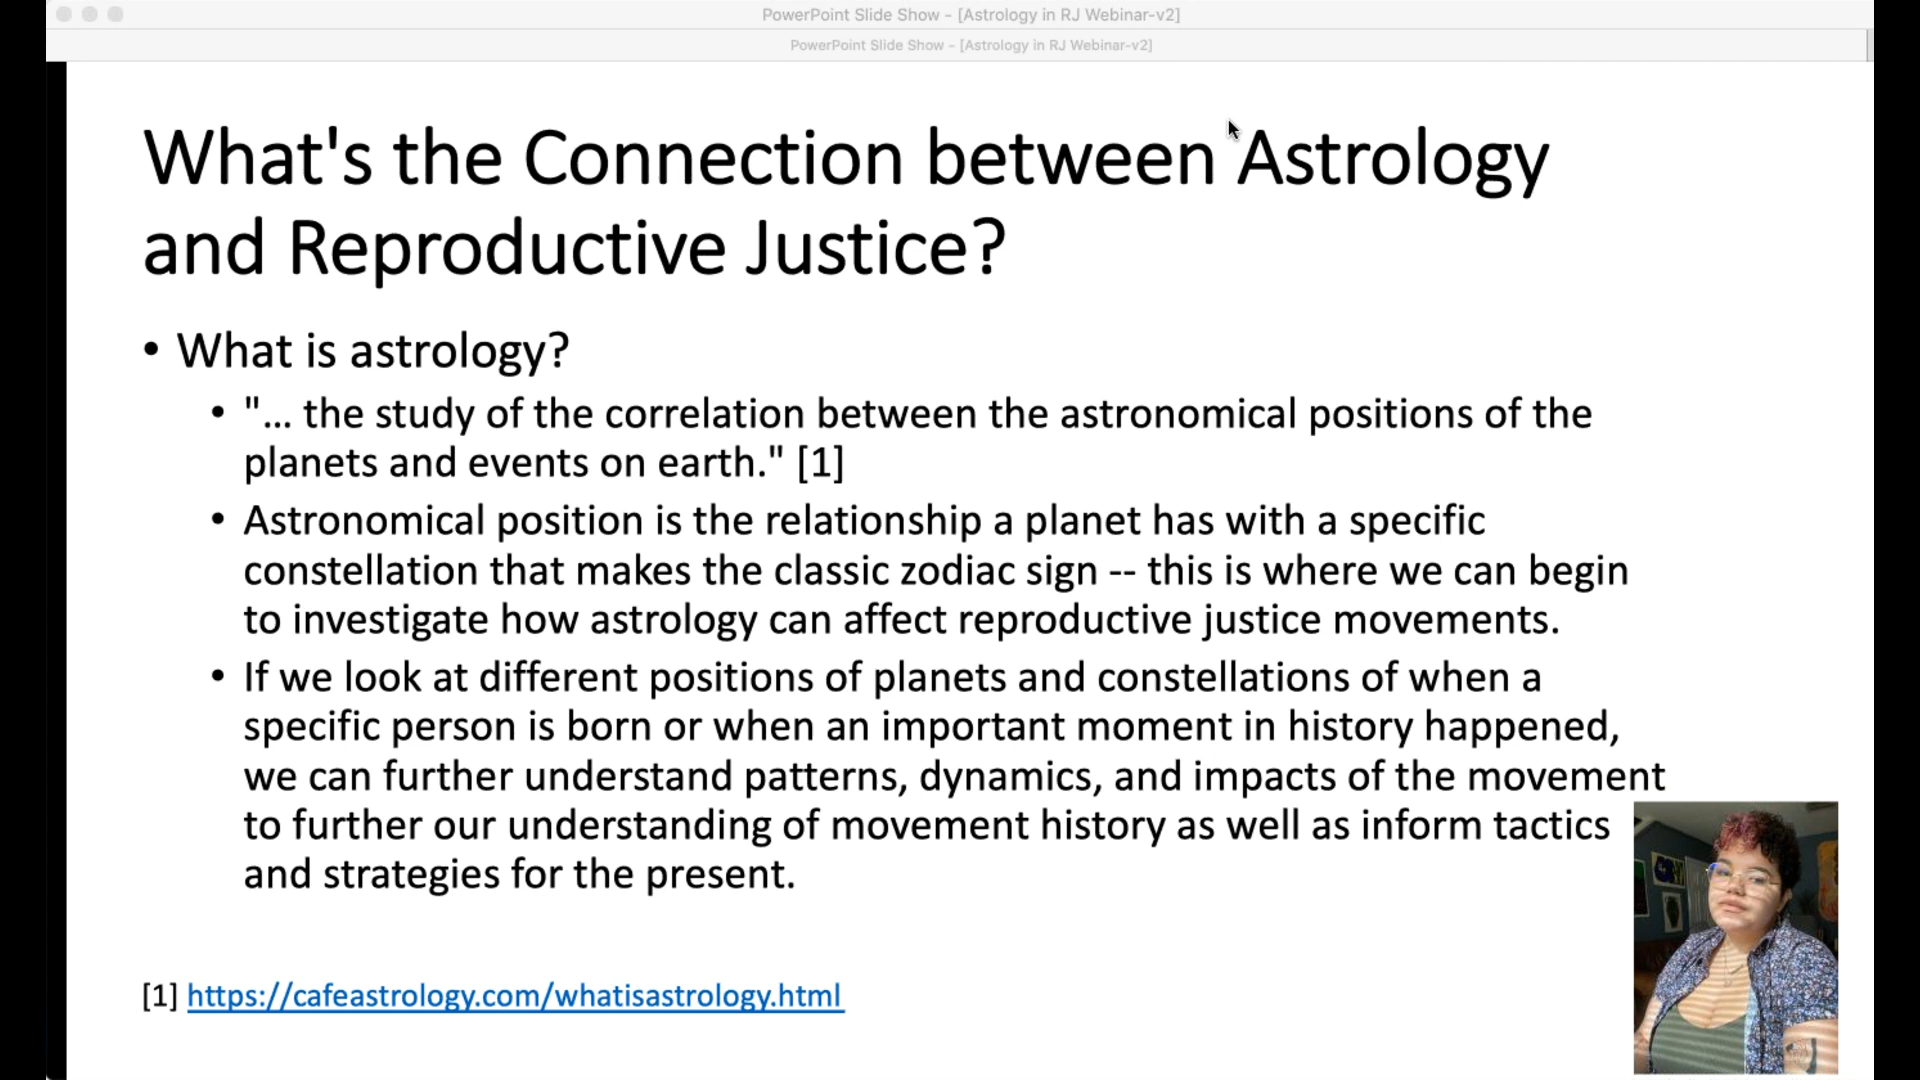 PowerPoint Slide Show - [Astrology in RJ Webinar-v2]
PowerPoint Slide Show - [Astrology in RJ Webinar-v2]
What's the Connection between Astrology
and Reproductive Justice?
• What is astrology?
• "... the study of the correlation between the astronomical positions of the
planets and events on earth." [1]
• Astronomical position is the relationship a planet has with a specific
constellation that makes the classic zodiac sign -- this is where we can begin
to investigate how astrology can affect reproductive justice movements.
• If we look at different positions of planets and constellations of when a
specific person is born or when an important moment in history happened,
we can further understand patterns, dynamics, and impacts of the movement
to further our understanding of movement history as well as inform tactics
and strategies for the present.
[1] https://cafeastrology.com/whatisastrology.html